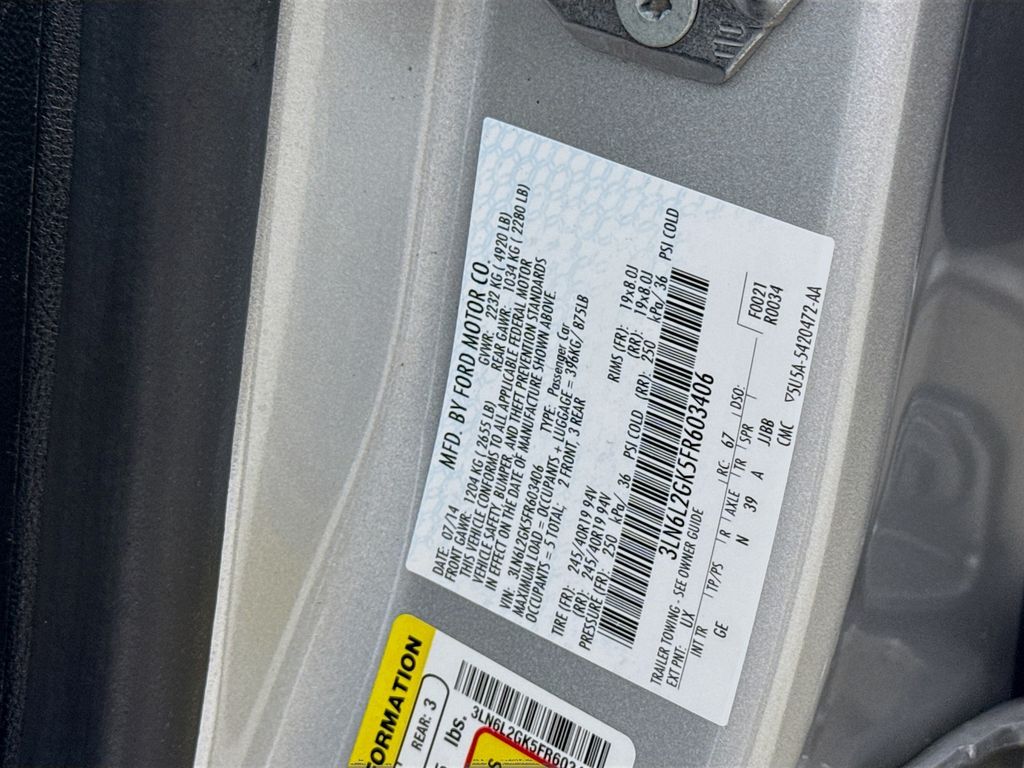 MFD. BY FORD MOTOR CO.
DATE: 07/14 GVWR: 2232 KG ( 4920 LB)
FRONT GAWR: 1204 KG ( 2655 LB) REAR GAWR: 1034 KG ( 2280 LB)
THIS VEHICLE CONFORMS TO ALL APPLICABLE FEDERAL MOTOR
VEHICLE SAFETY, BUMPER, AND THEFT PREVENTION STANDARDS
IN EFFECT ON THE DATE OF MANUFACTURE SHOWN ABOVE.
VIN: 3LN6L2GK5FR603406 TYPE: Passenger Car
MAXIMUM LOAD = OCCUPANTS + LUGGAGE = 396KG/ 875LB
OCCUPANTS = 5 TOTAL; 2 FRONT, 3 REAR
TIRE (FR): 245/40R19 94V RIMS (FR): 19x8.0J
(RR): 245/40R19 94V (RR): 19x8.0J
PRESSURE (FR): 250 kPa/ 36 PSI COLD (RR): 250 kPa/ 36 PSI COLD
3LN6L2GK5FR603406
TRAILER TOWING - SEE OWNER GUIDE
EXT PNT: UX RC: 67 DSO: F0021
INT TR TP/PS R AXLE TR SPR R0034
GE N 39 A JJBB
CMC ▽5U5A-5420472-AA
FORMATION
REAR: 3
lbs.
3LN6L2GK5FR6034